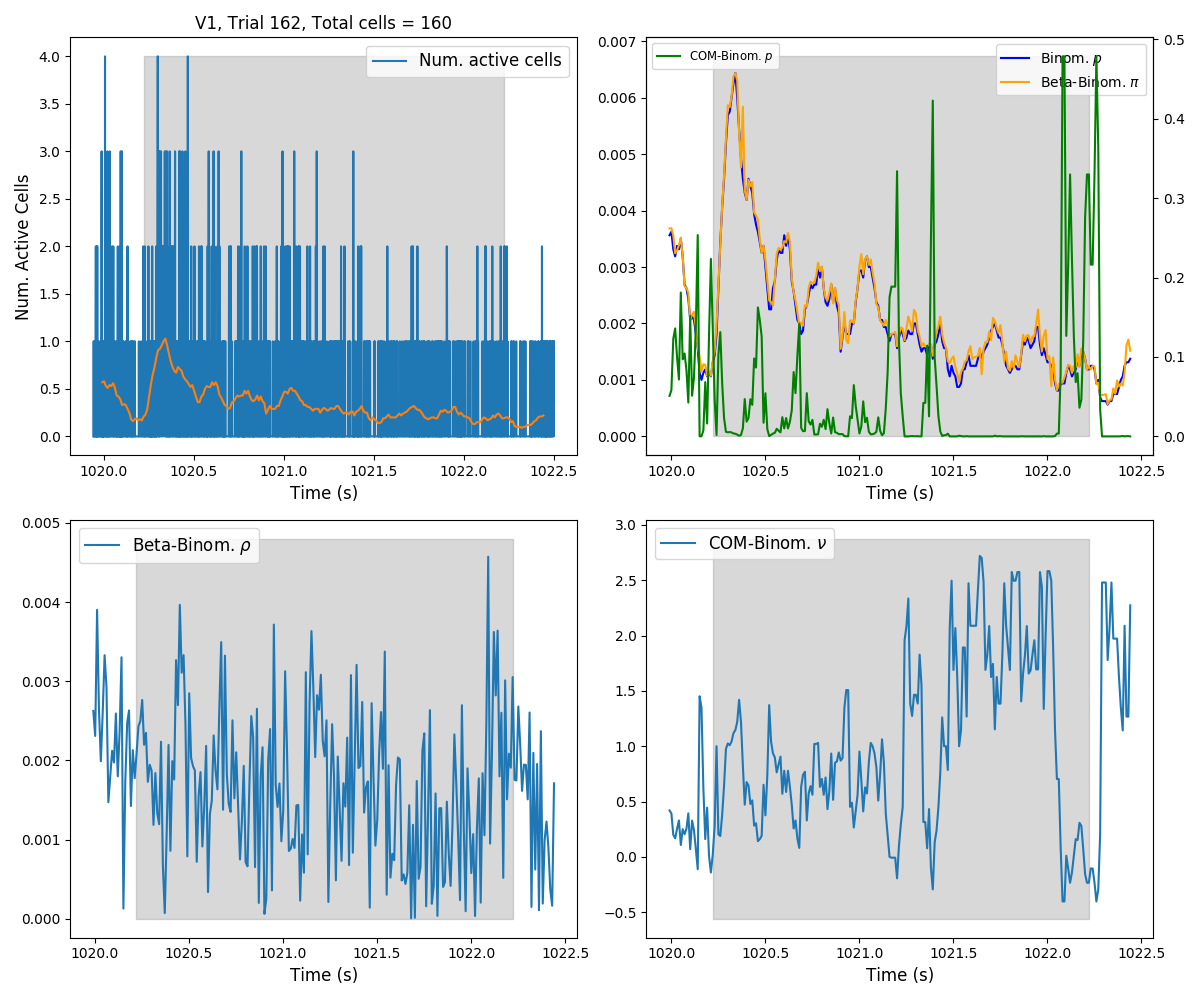 V1, Trial 162, Total cells = 160
Num. active cells
Num. Active Cells
4.0
3.5
3.0
2.5
2.0
1.5
1.0
0.5
0.0
1020.0 1020.5 1021.0 1021.5 1022.0 1022.5
Time (s)
COM-Binom. p
Binom. p
Beta-Binom. π
0.007
0.006
0.005
0.004
0.003
0.002
0.001
0.000
0.5
0.4
0.3
0.2
0.1
0.0
1020.0 1020.5 1021.0 1021.5 1022.0 1022.5
Time (s)
Beta-Binom. ρ
0.005
0.004
0.003
0.002
0.001
0.000
1020.0 1020.5 1021.0 1021.5 1022.0 1022.5
Time (s)
COM-Binom. ν
3.0
2.5
2.0
1.5
1.0
0.5
0.0
−0.5
1020.0 1020.5 1021.0 1021.5 1022.0 1022.5
Time (s)